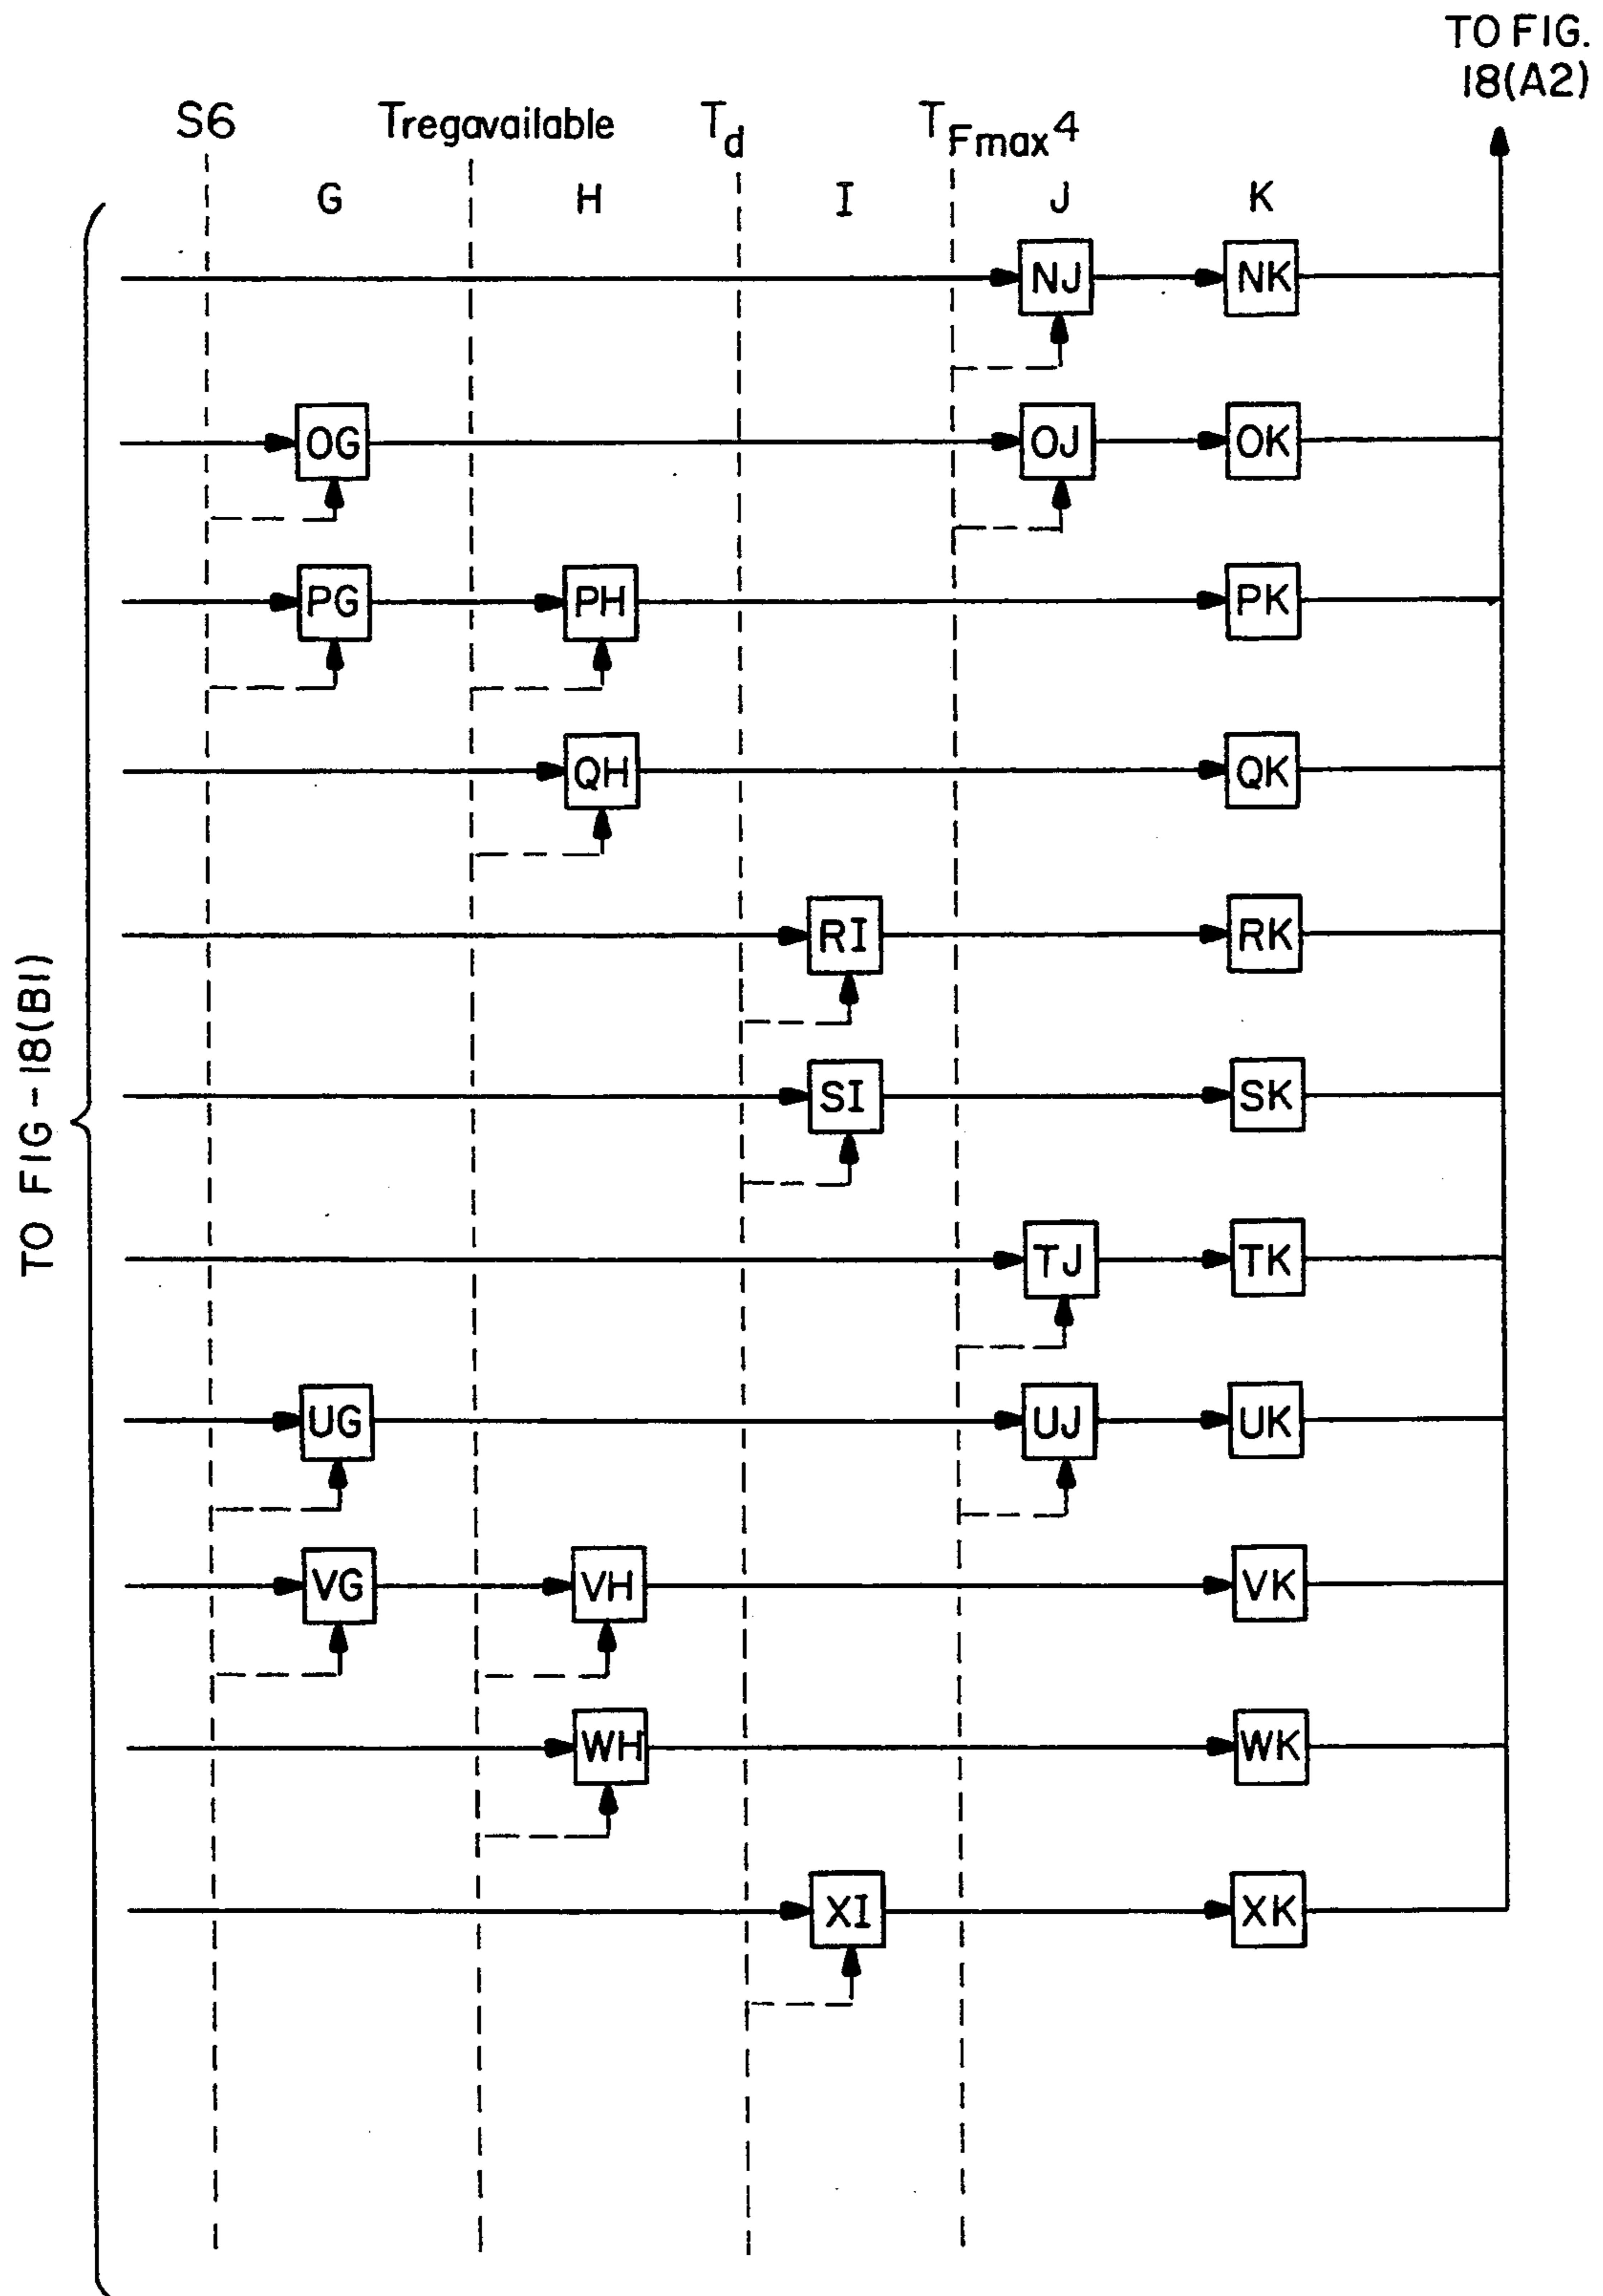 TO FIG.
18(A2)
S6 Tregavailable Td TFmax4
G H I J K
NJ NK
OG OJ OK
PG PH PK
QH QK
RI RK
SI SK
TJ TK
UG UJ UK
VG VH VK
WH WK
XI XK
TO FIG-18(B1)